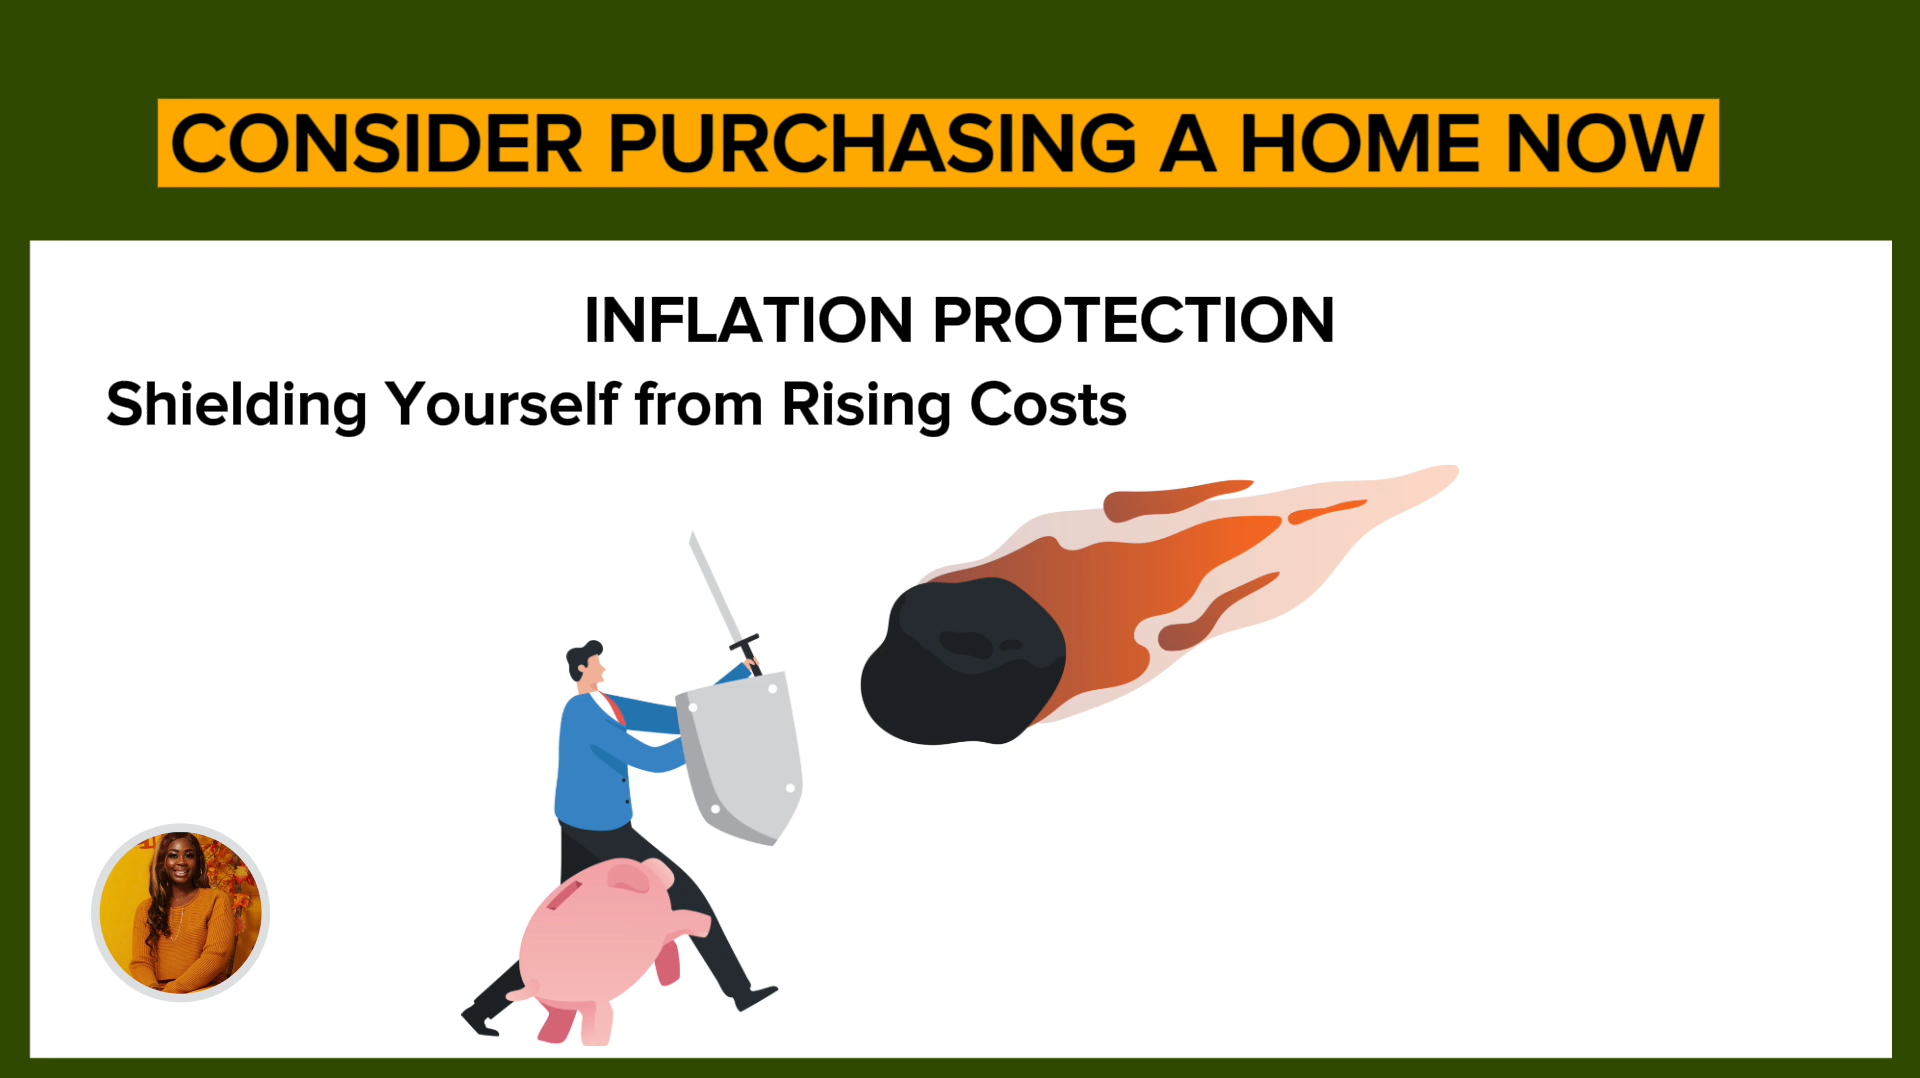 CONSIDER PURCHASING A HOME NOW
INFLATION PROTECTION
Shielding Yourself from Rising Costs